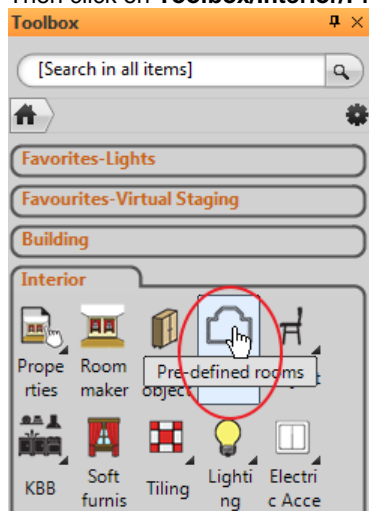 Then click on Toolbox/Interior/
Toolbox
[Search in all items]
Favorites-Lights
Favourites-Virtual Staging
Building
Interior
Prope Room
Pre-defined rooms
rties maker object
Soft Lighti Electri
KBB Tiling
furnis ng c Acce